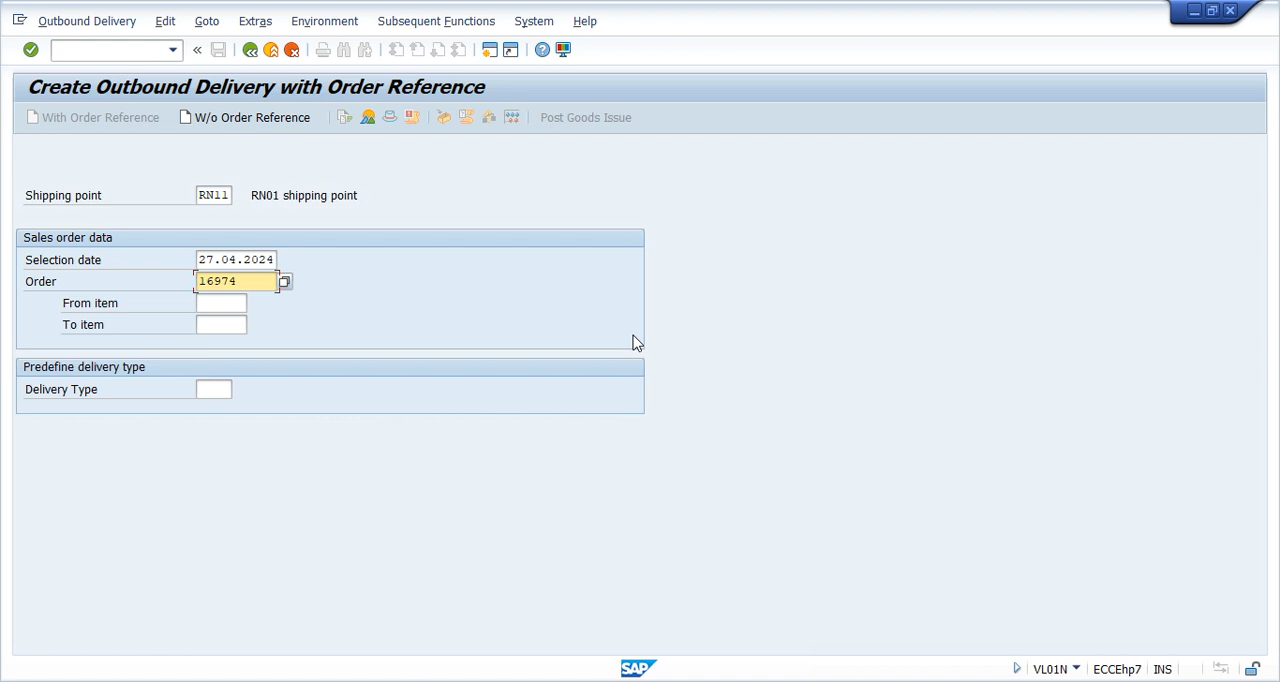 Outbound Delivery Edit Goto Extras Environment Subsequent Functions System Help
Create Outbound Delivery with Order Reference
With Order Reference W/o Order Reference Post Goods Issue
Shipping point RN11 RN01 shipping point
Sales order data
Selection date 27.04.2024
Order 16974
From item
To item
Predefine delivery type
Delivery Type
SAP VL01N ECCEhp7 INS